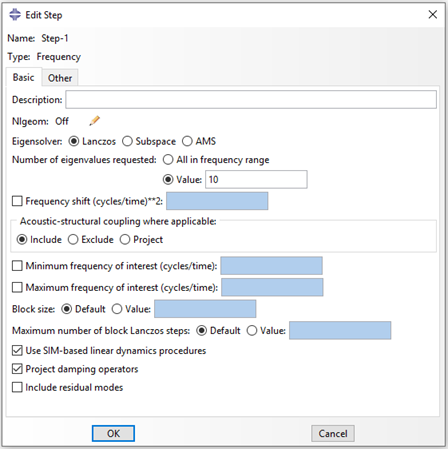 Edit Step
Name: Step-1
Type: Frequency
Basic Other
Description:
Nlgeom: Off
Eigensolver: Lanczos Subspace AMS
Number of eigenvalues requested: All in frequency range
Value: 10
Frequency shift (cycles/time)**2:
Acoustic-structural coupling where applicable:
Include Exclude Project
Minimum frequency of interest (cycles/time):
Maximum frequency of interest (cycles/time):
Block size: Default Value:
Maximum number of block Lanczos steps: Default Value:
Use SIM-based linear dynamics procedures
Project damping operators
Include residual modes
OK Cancel